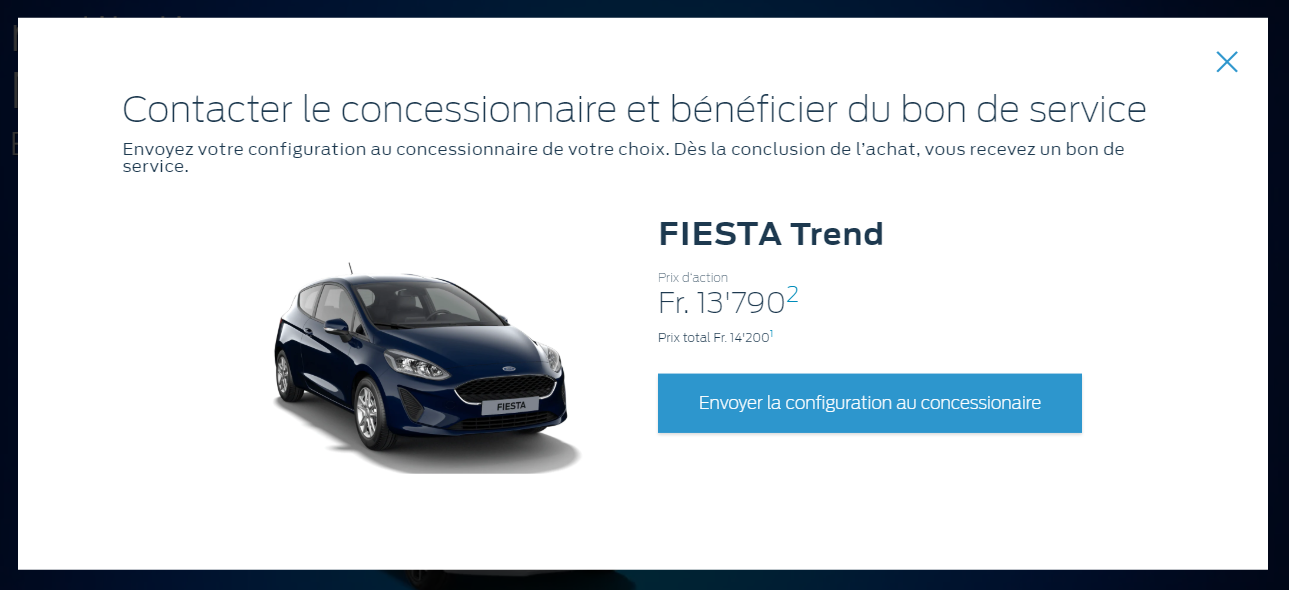 Contacter le concessionnaire et bénéficier du bon de service
Envoyez votre configuration au concessionnaire de votre choix. Dès la conclusion de l’achat, vous recevez un bon de
service.
FIESTA Trend
Prix d’action
Fr. 13'790²
Prix total Fr. 14'200¹
Envoyer la configuration au concessionaire
FIESTA